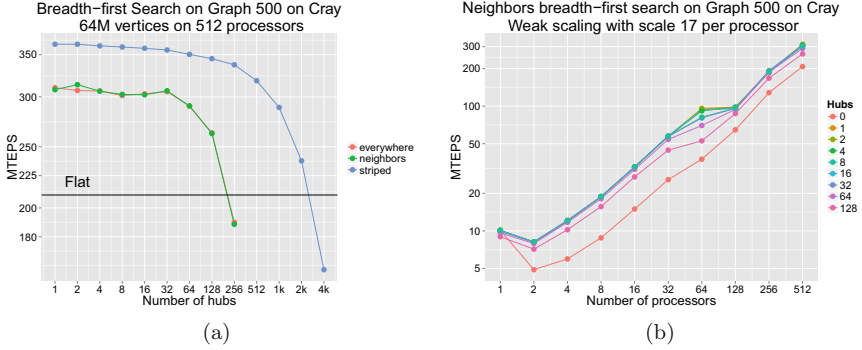 Breadth−first Search on Graph 500 on Cray
64M vertices on 512 processors
350
300
250
225
200
180
MTEPS
Flat
1 2 4 8 16 32 64 128 256 512 1k 2k 4k
Number of hubs
everywhere
neighbors
striped
(a)
Neighbors breadth−first search on Graph 500 on Cray
Weak scaling with scale 17 per processor
300
200
100
50
20
10
5
MTEPS
1 2 4 8 16 32 64 128 256 512
Number of processors
Hubs
0
1
2
4
8
16
32
64
128
(b)